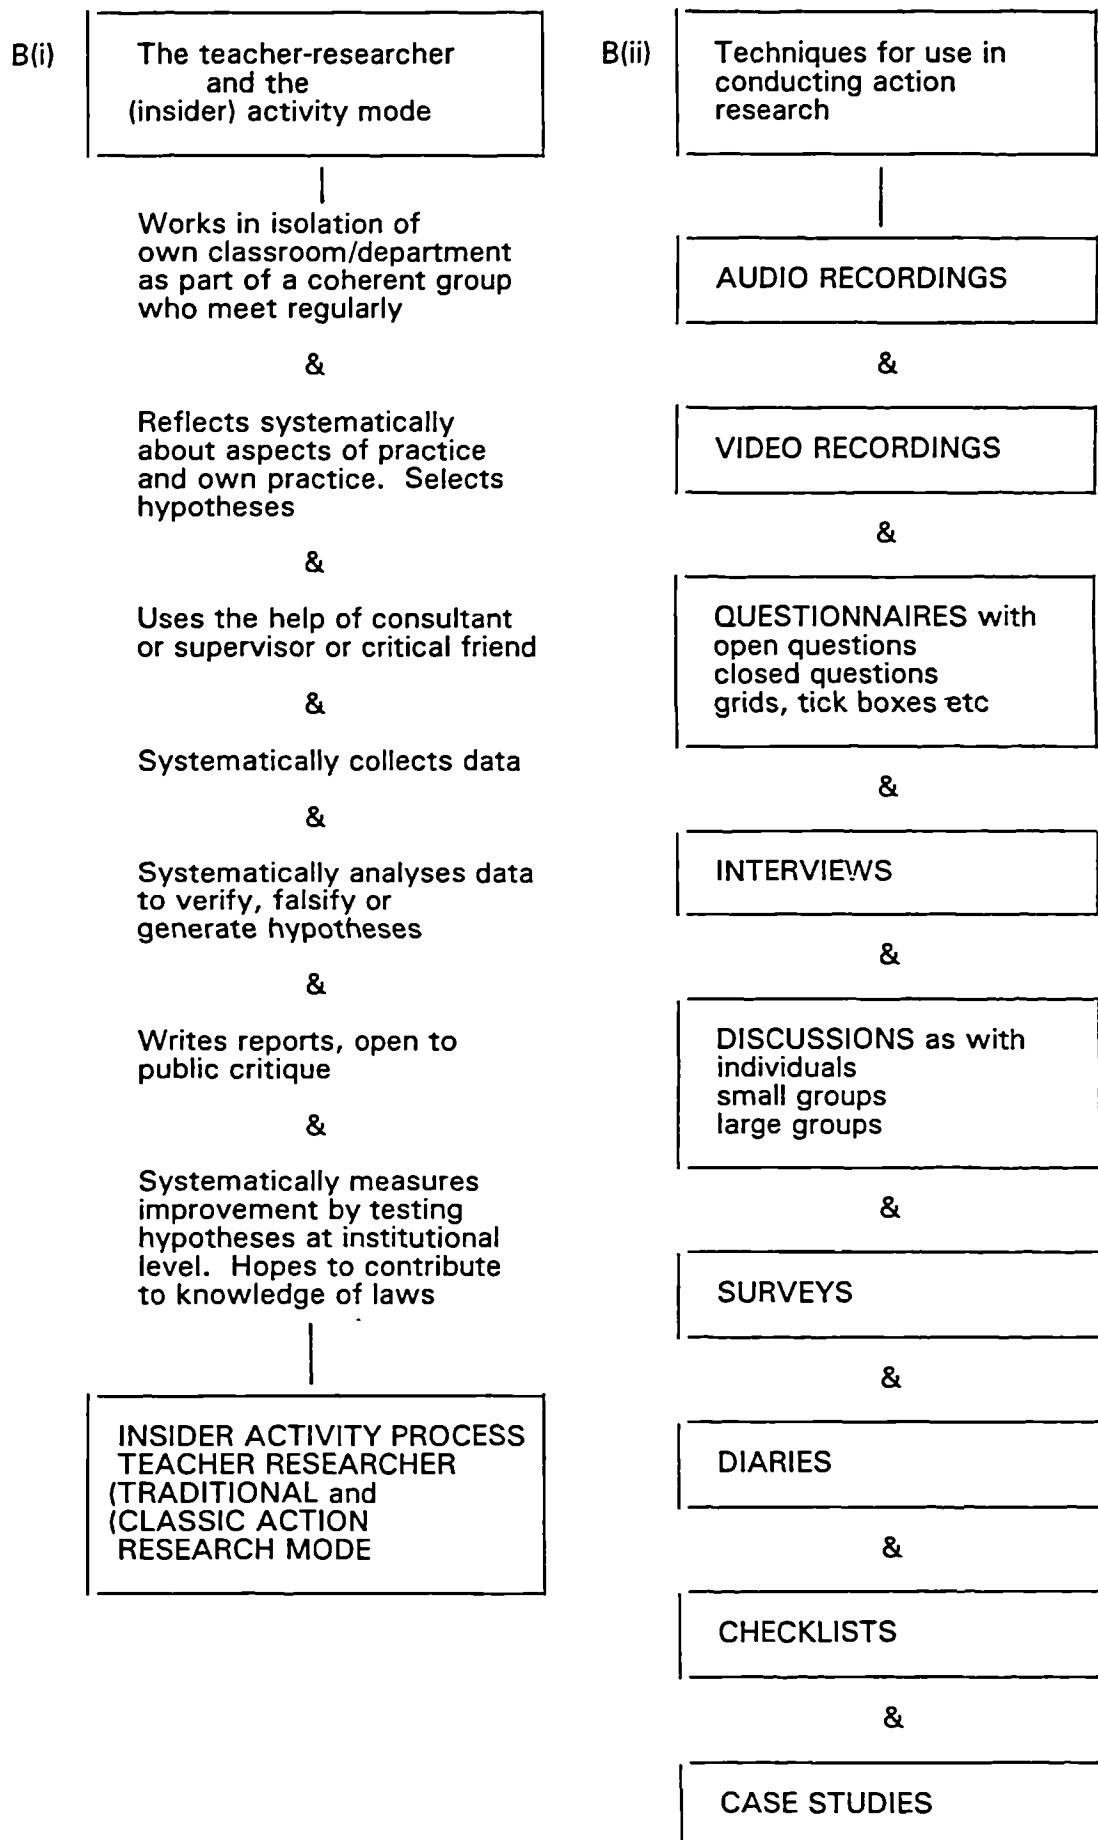 B(i)
The teacher-researcher
and the
(insider) activity mode
Works in isolation of
own classroom/department
as part of a coherent group
who meet regularly
&
Reflects systematically
about aspects of practice
and own practice. Selects
hypotheses
&
Uses the help of consultant
or supervisor or critical friend
&
Systematically collects data
&
Systematically analyses data
to verify, falsify or
generate hypotheses
&
Writes reports, open to
public critique
&
Systematically measures
improvement by testing
hypotheses at institutional
level. Hopes to contribute
to knowledge of laws
INSIDER ACTIVITY PROCESS
TEACHER RESEARCHER
(TRADITIONAL and
(CLASSIC ACTION
RESEARCH MODE
B(ii)
Techniques for use in
conducting action
research
AUDIO RECORDINGS
&
VIDEO RECORDINGS
&
QUESTIONNAIRES with
open questions
closed questions
grids, tick boxes etc
&
INTERVIEWS
&
DISCUSSIONS as with
individuals
small groups
large groups
&
SURVEYS
&
DIARIES
&
CHECKLISTS
&
CASE STUDIES